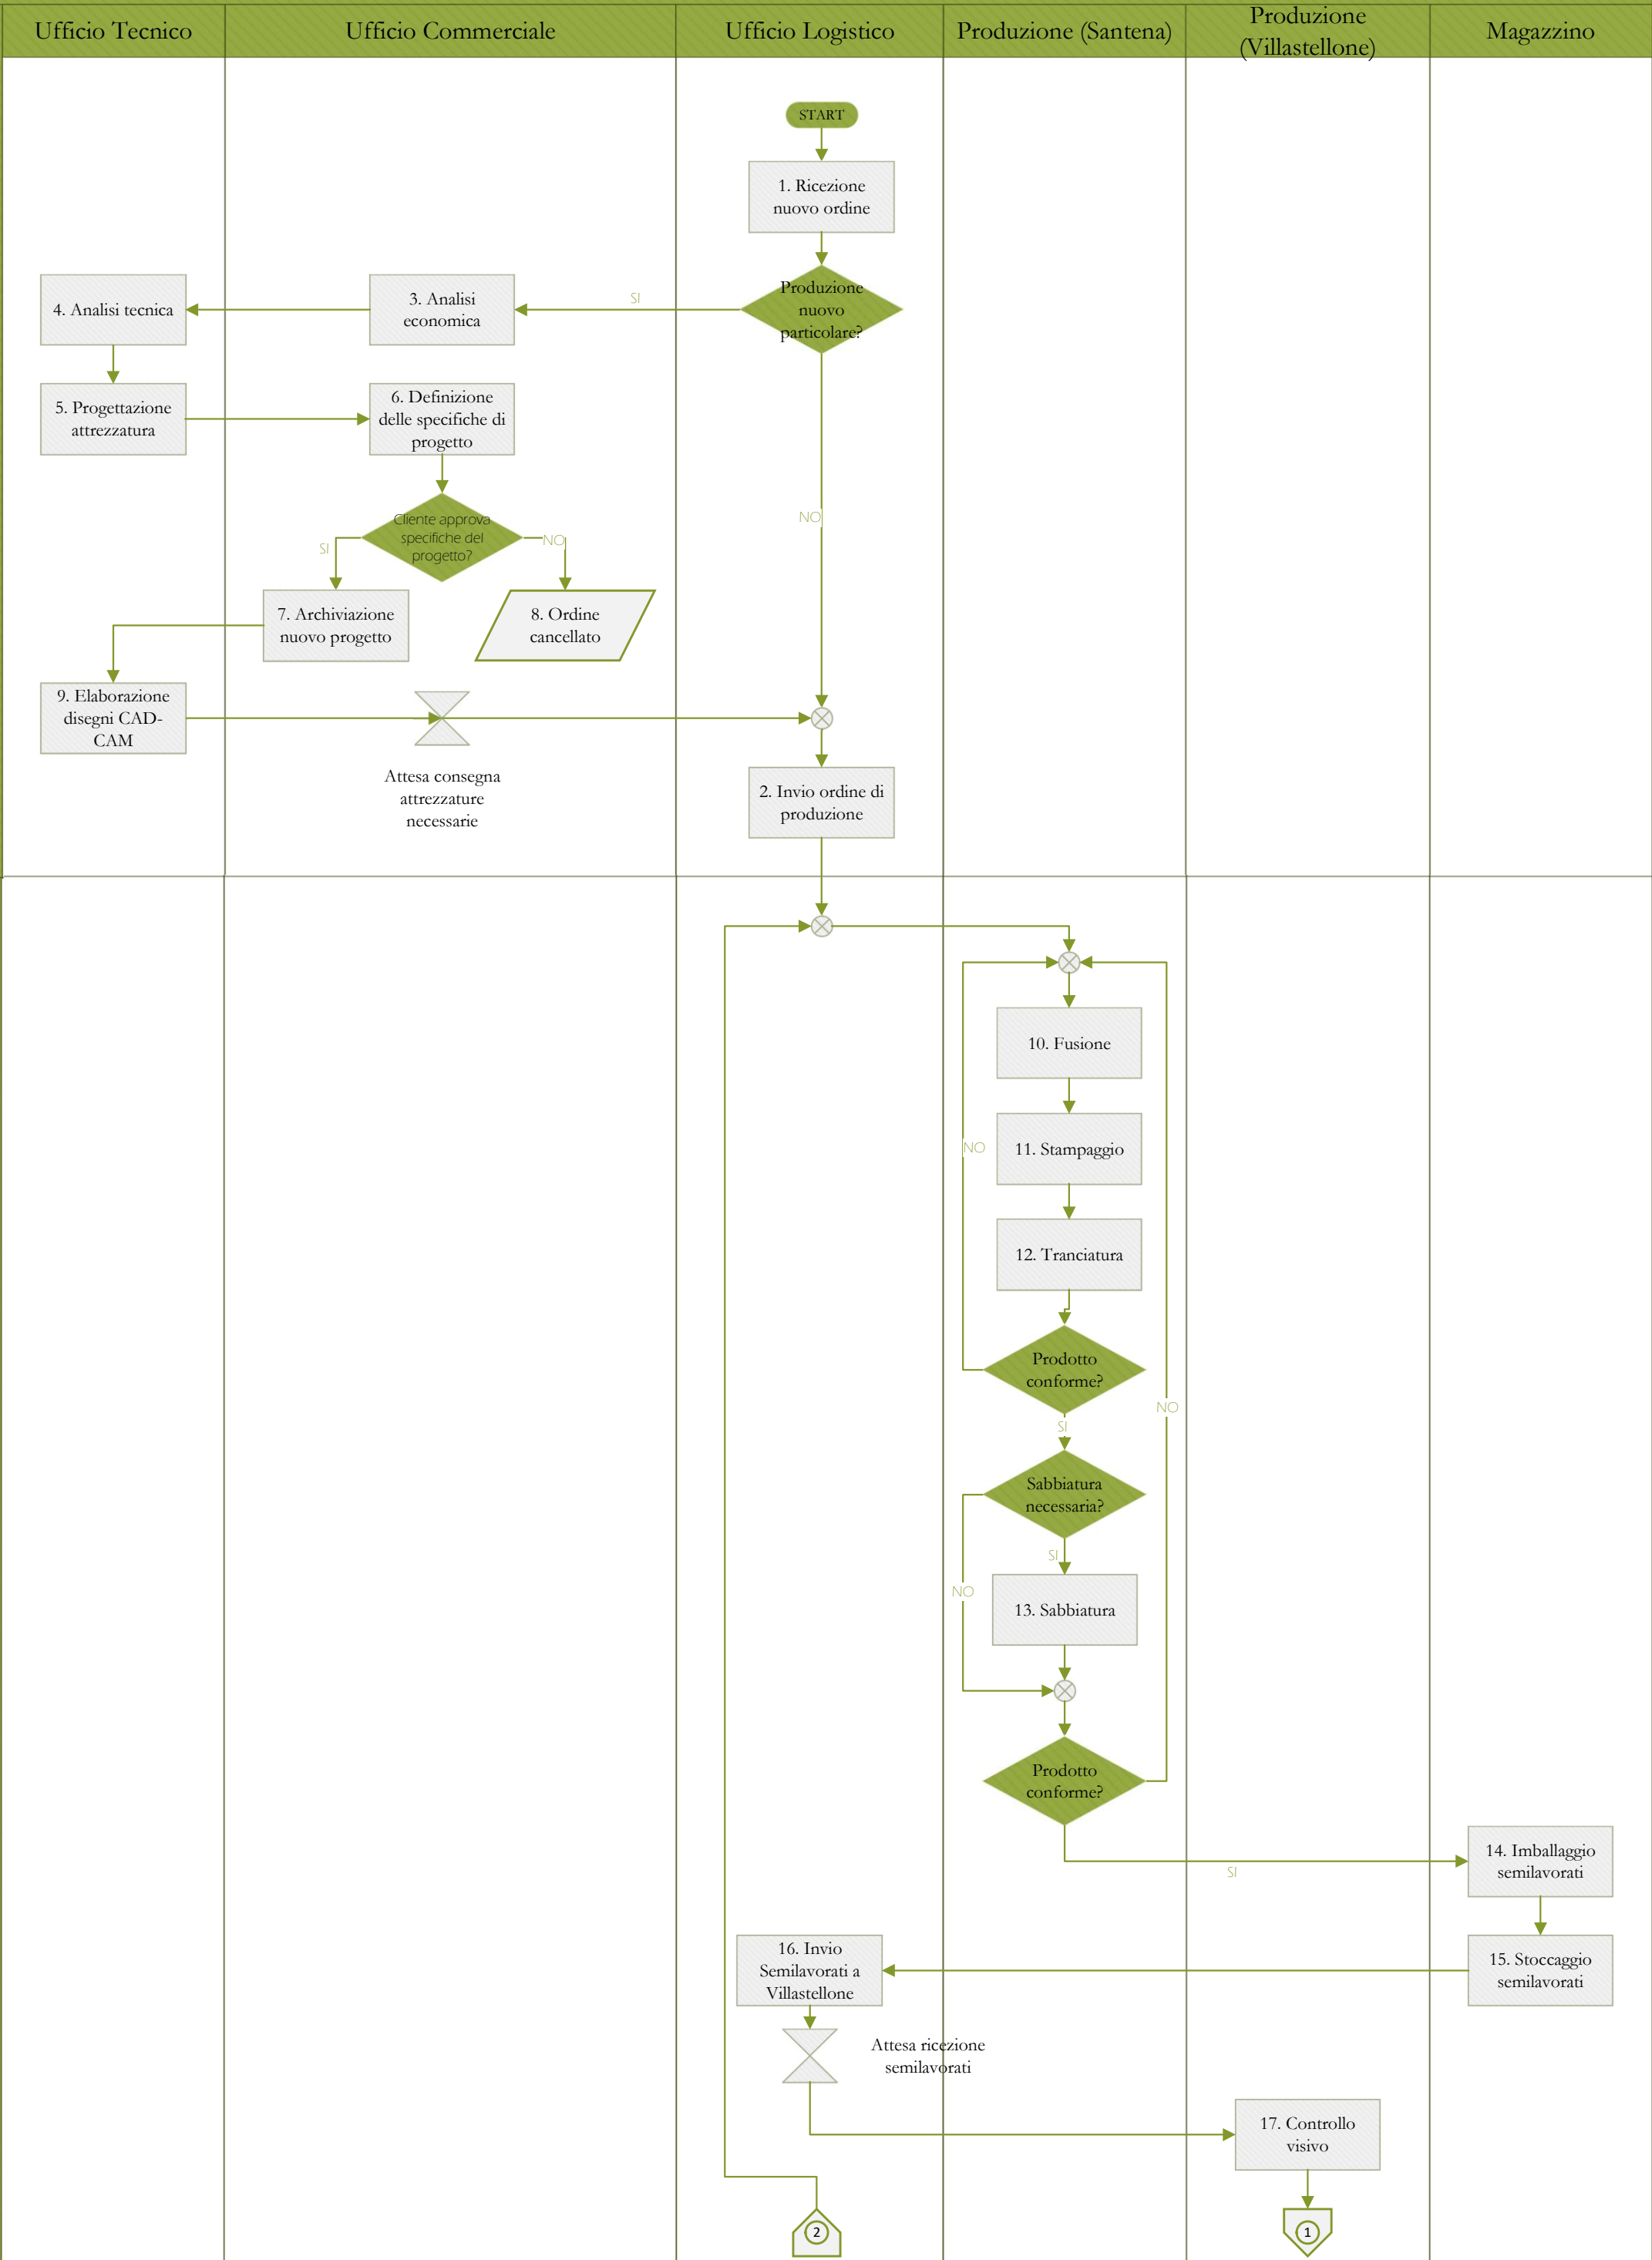 Ufficio Tecnico
Ufficio Commerciale
Ufficio Logistico
Produzione (Santena)
Produzione
(Villastellone)
Magazzino
START
1. Ricezione
nuovo ordine
Produzione
nuovo
particolare?
SI
3. Analisi
economica
4. Analisi tecnica
5. Progettazione
attrezzatura
6. Definizione
delle specifiche di
progetto
Cliente approva
specifiche del
progetto?
SI
NO
NO
7. Archiviazione
nuovo progetto
8. Ordine
cancellato
9. Elaborazione
disegni CAD-
CAM
Attesa consegna
attrezzature
necessarie
2. Invio ordine di
produzione
10. Fusione
11. Stampaggio
NO
12. Tranciatura
Prodotto
conforme?
NO
SI
Sabbiatura
necessaria?
SI
NO
13. Sabbiatura
Prodotto
conforme?
SI
14. Imballaggio
semilavorati
15. Stoccaggio
semilavorati
16. Invio
Semilavorati a
Villastellone
Attesa ricezione
semilavorati
17. Controllo
visivo
2
1